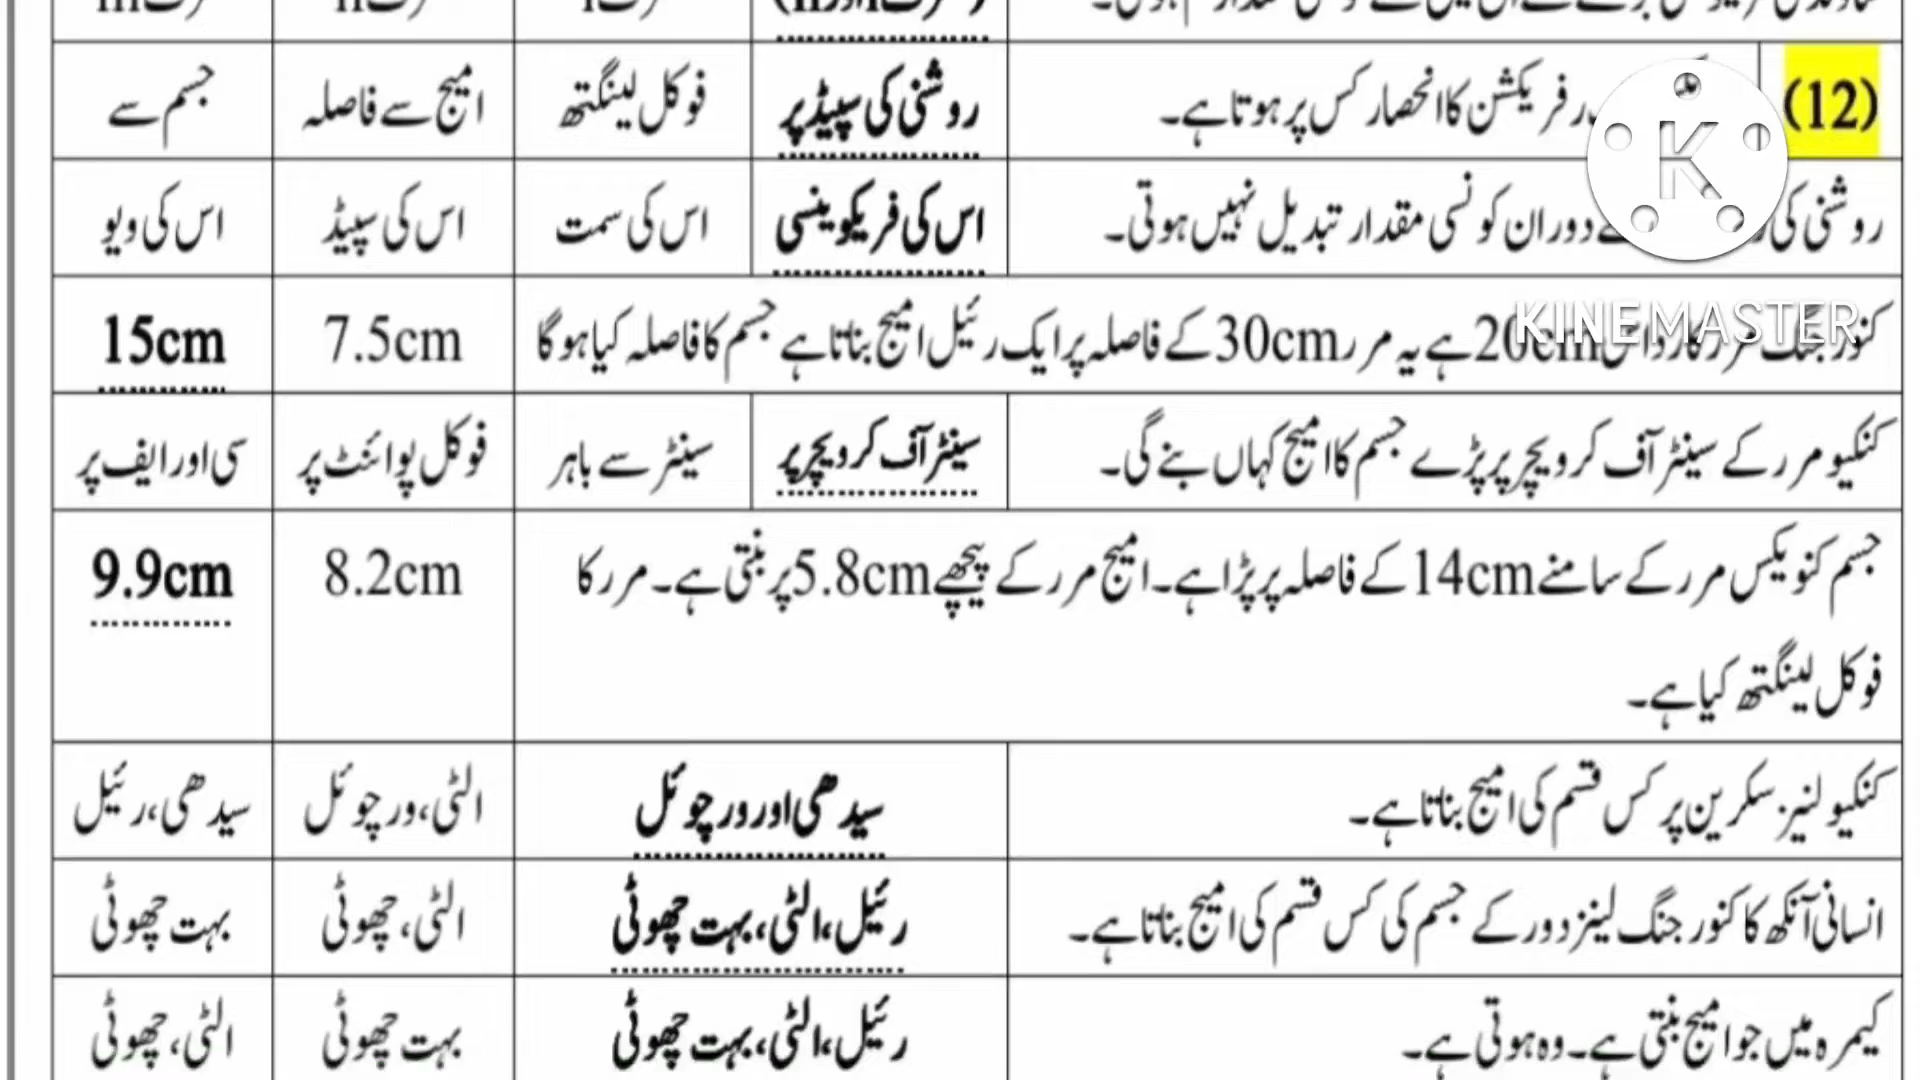 (12) رفریکشن کا انحصار کس پر ہوتا ہے۔ روشنی کی سپیڈ پر فوکل لینگتھ امیج سے فاصلہ جسم سے
روشنی کی دوران کونسی مقدار تبدیل نہیں ہوتی۔ اس کی فریکوینسی اس کی سمت اس کی سپیڈ اس کی ویو
KINEMASTER
کنورجنگ مرر کا 20cm ہے یہ مرر 30cm کے فاصلہ پر ایک رئیل امیج بناتا ہے جسم کا فاصلہ کیا ہو گا 7.5cm 15cm
کنکیو مرر کے سینٹر آف کرویچر پر پڑے جسم کا امیج کہاں بنے گی۔ سینٹر آف کرویچر پر سینٹر سے باہر فوکل پوائنٹ پر سی اور ایف پر
جسم کنویکس مرر کے سامنے 14cm کے فاصلہ پر پڑا ہے۔ امیج مرر کے پیچھے 5.8cm پر بنتی ہے۔ مرر کا 8.2cm 9.9cm
فوکل لینگتھ کیا ہے۔
کنکیو لنیز سکرین پر کس قسم کی امیج بناتا ہے۔ سیدھی اور ورچوئل الٹی، ورچوئل سیدھی، رئیل
انسانی آنکھ کا کنورجنگ لینز دور کے جسم کی کس قسم کی امیج بناتا ہے۔ رئیل، الٹی، بہت چھوٹی الٹی، چھوٹی بہت چھوٹی
کیمرہ میں جو امیج بنتی ہے۔ وہ ہوتی ہے۔ رئیل، الٹی، بہت چھوٹی بہت چھوٹی الٹی، چھوٹی